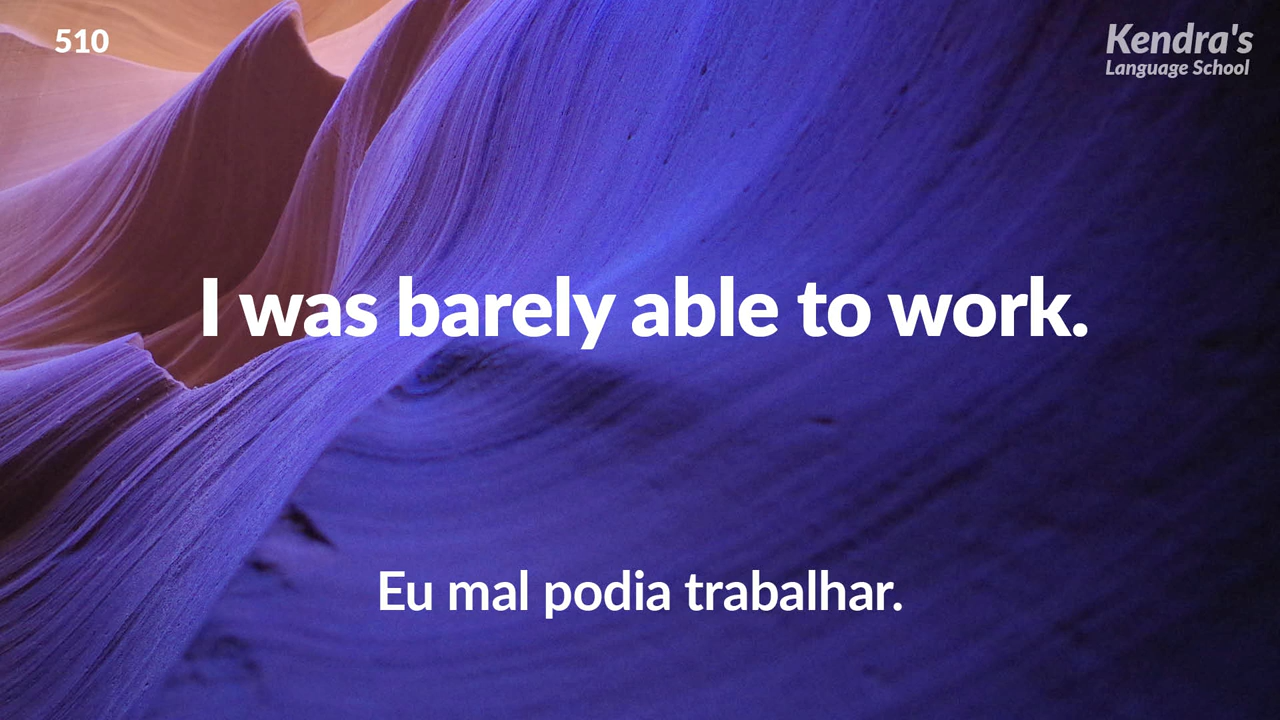 510
Kendra's
Language School
I was barely able to work.
Eu mal podia trabalhar.